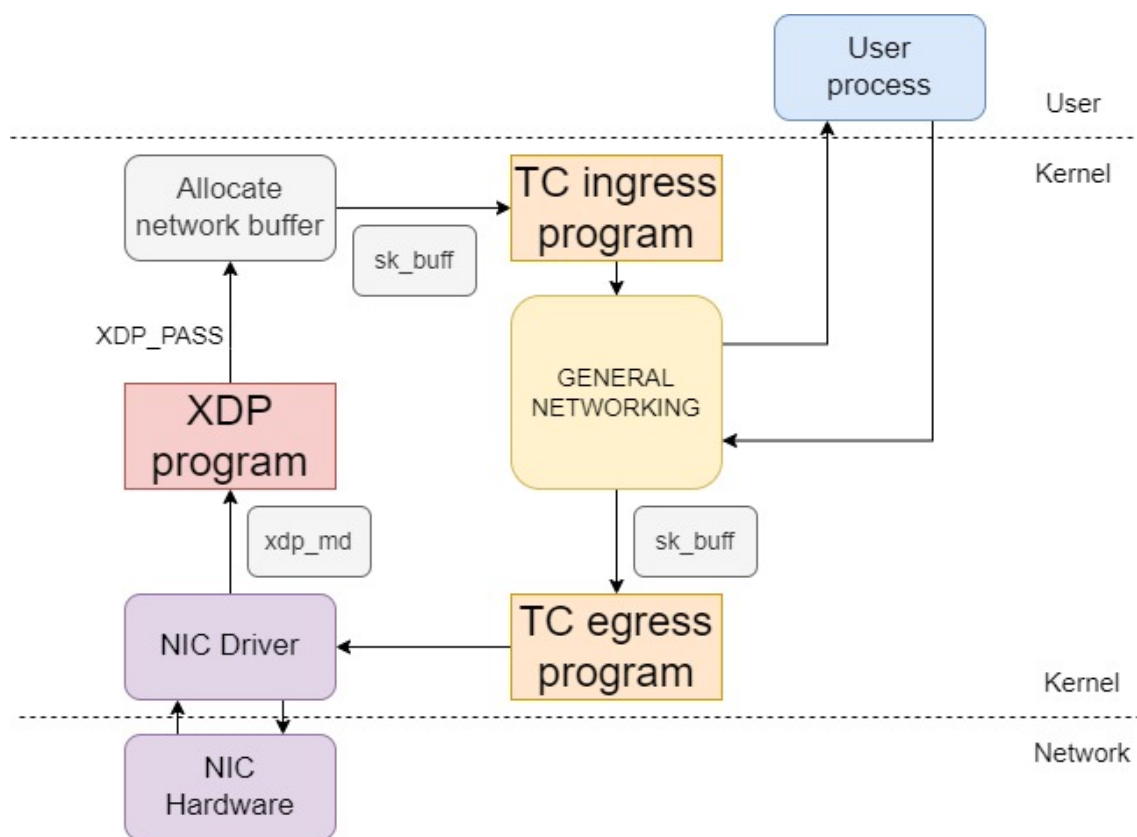 User
process
User
Kernel
Allocate
network buffer
TC ingress
program
sk_buff
XDP_PASS
GENERAL
NETWORKING
XDP
program
xdp_md
sk_buff
TC egress
program
NIC Driver
Kernel
Network
NIC
Hardware